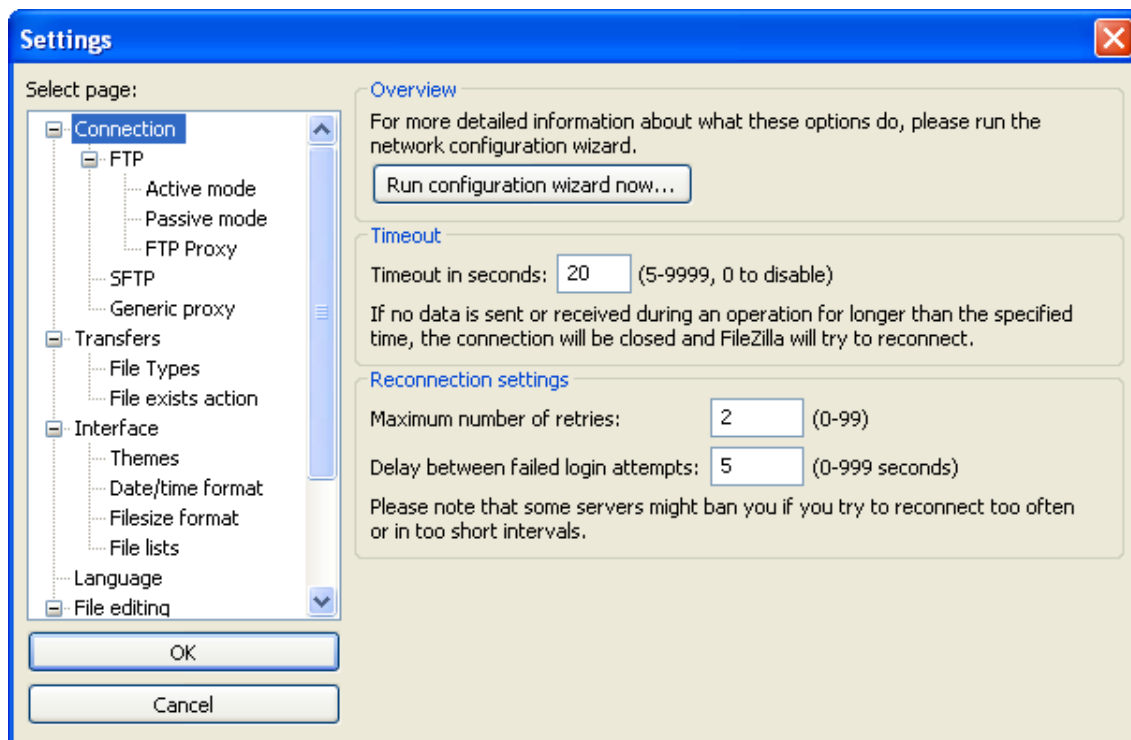 Settings
Select page:
Connection
FTP
Active mode
Passive mode
FTP Proxy
SFTP
Generic proxy
Transfers
File Types
File exists action
Interface
Themes
Date/time format
Filesize format
File lists
Language
File editing
OK
Cancel
Overview
For more detailed information about what these options do, please run the
network configuration wizard.
Run configuration wizard now...
Timeout
Timeout in seconds: 20 (5-9999, 0 to disable)
If no data is sent or received during an operation for longer than the specified
time, the connection will be closed and FileZilla will try to reconnect.
Reconnection settings
Maximum number of retries: 2 (0-99)
Delay between failed login attempts: 5 (0-999 seconds)
Please note that some servers might ban you if you try to reconnect too often
or in too short intervals.